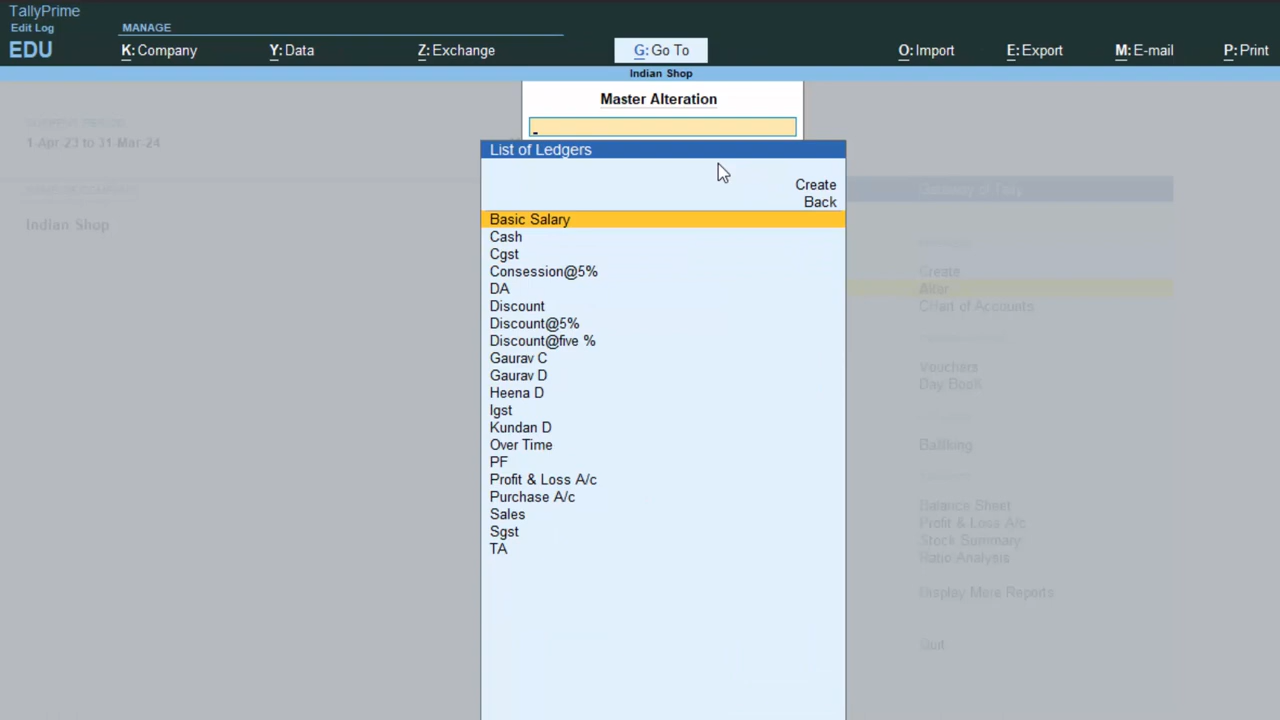 TallyPrime
Edit Log
EDU
MANAGE
K: Company
Y: Data
Z: Exchange
G: Go To
O: Import
E: Export
M: E-mail
P: Print
Indian Shop
Master Alteration
1-Apr-23 to 31-Mar-24
Indian Shop
List of Ledgers
Create
Back
Basic Salary
Cash
Cgst
Consession@5%
DA
Discount
Discount@5%
Discount@five %
Gaurav C
Gaurav D
Heena D
Igst
Kundan D
Over Time
PF
Profit & Loss A/c
Purchase A/c
Sales
Sgst
TA
Gateway of Tally
Create
Alter
Chart of Accounts
Vouchers
Day Book
Banking
Balance Sheet
Profit & Loss A/c
Stock Summary
Ratio Analysis
Display More Reports
Quit